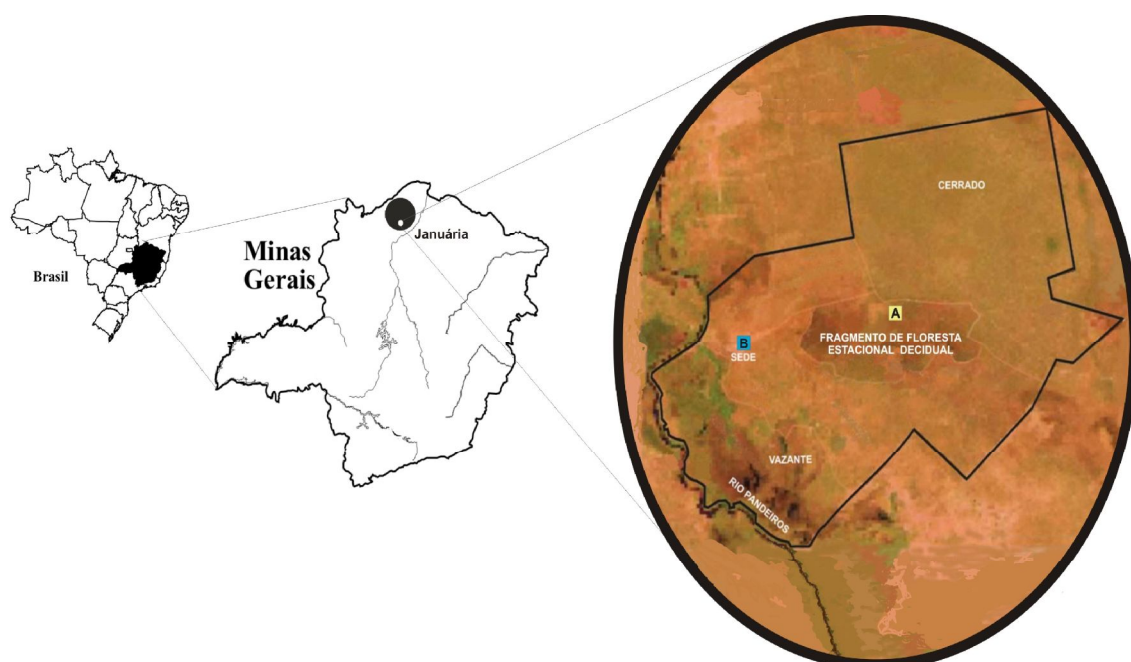 Brasil
Minas
Gerais
Januária
CERRADO
A
FRAGMENTO DE FLORESTA
ESTACIONAL DECIDUAL
B
SEDE
VAZANTE
RIO PANDEIROS